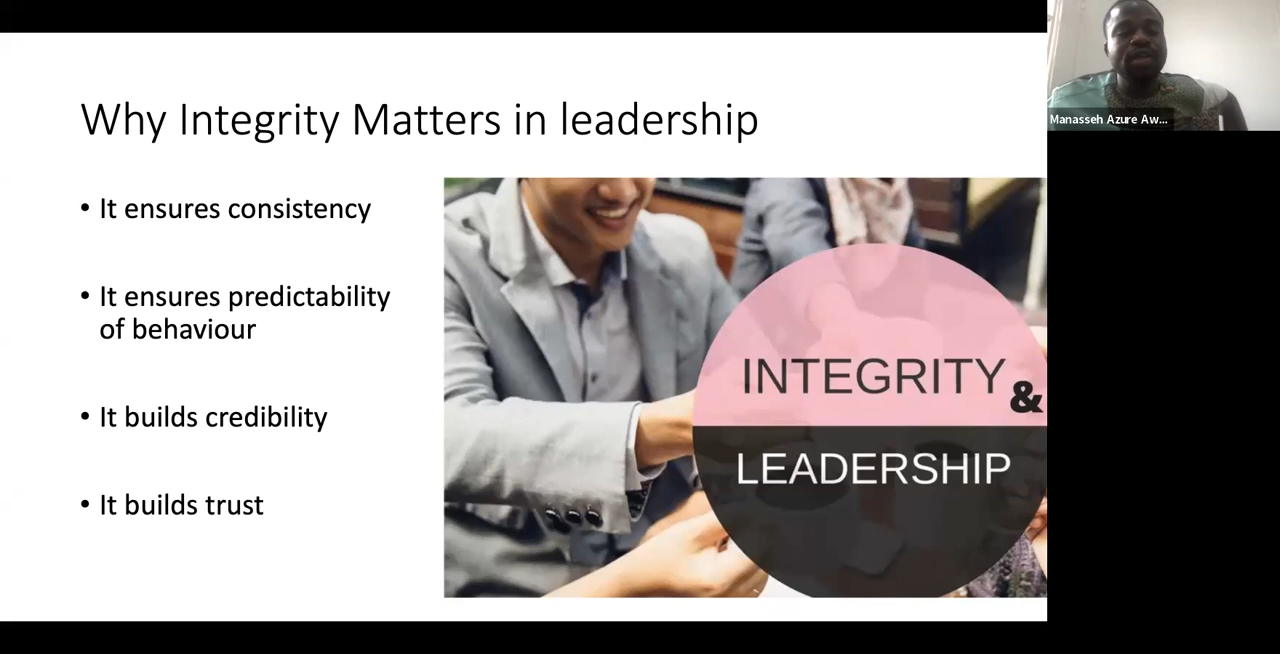 Why Integrity Matters in leadership
• It ensures consistency
• It ensures predictability
of behaviour
• It builds credibility
• It builds trust
INTEGRITY
&
LEADERSHIP
Manasseh Azure Aw...